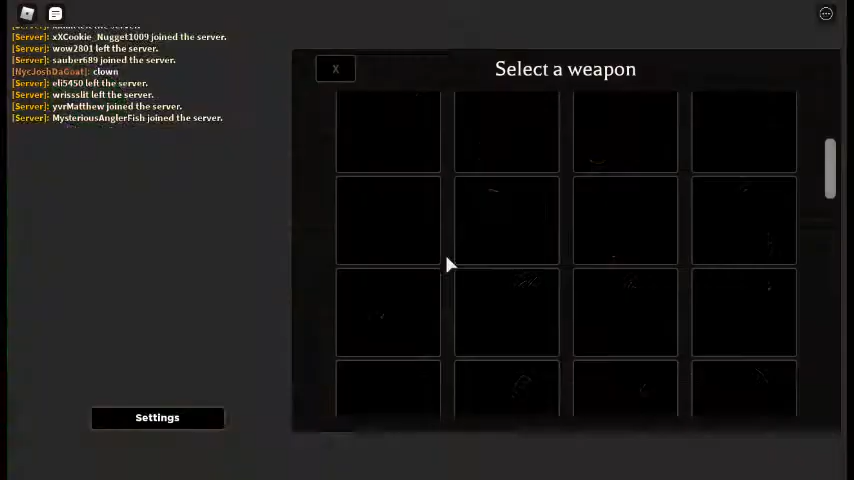 [Server]: xXCookie_Nugget1009 joined the server.
[Server]: wow2801 left the server.
[Server]: sauber689 joined the server.
[NycJoshDaGoat]: clown
[Server]: eli5450 left the server.
[Server]: wrissslit left the server.
[Server]: yvrMatthew joined the server.
[Server]: MysteriousAnglerFish joined the server.
X
Select a weapon
Settings